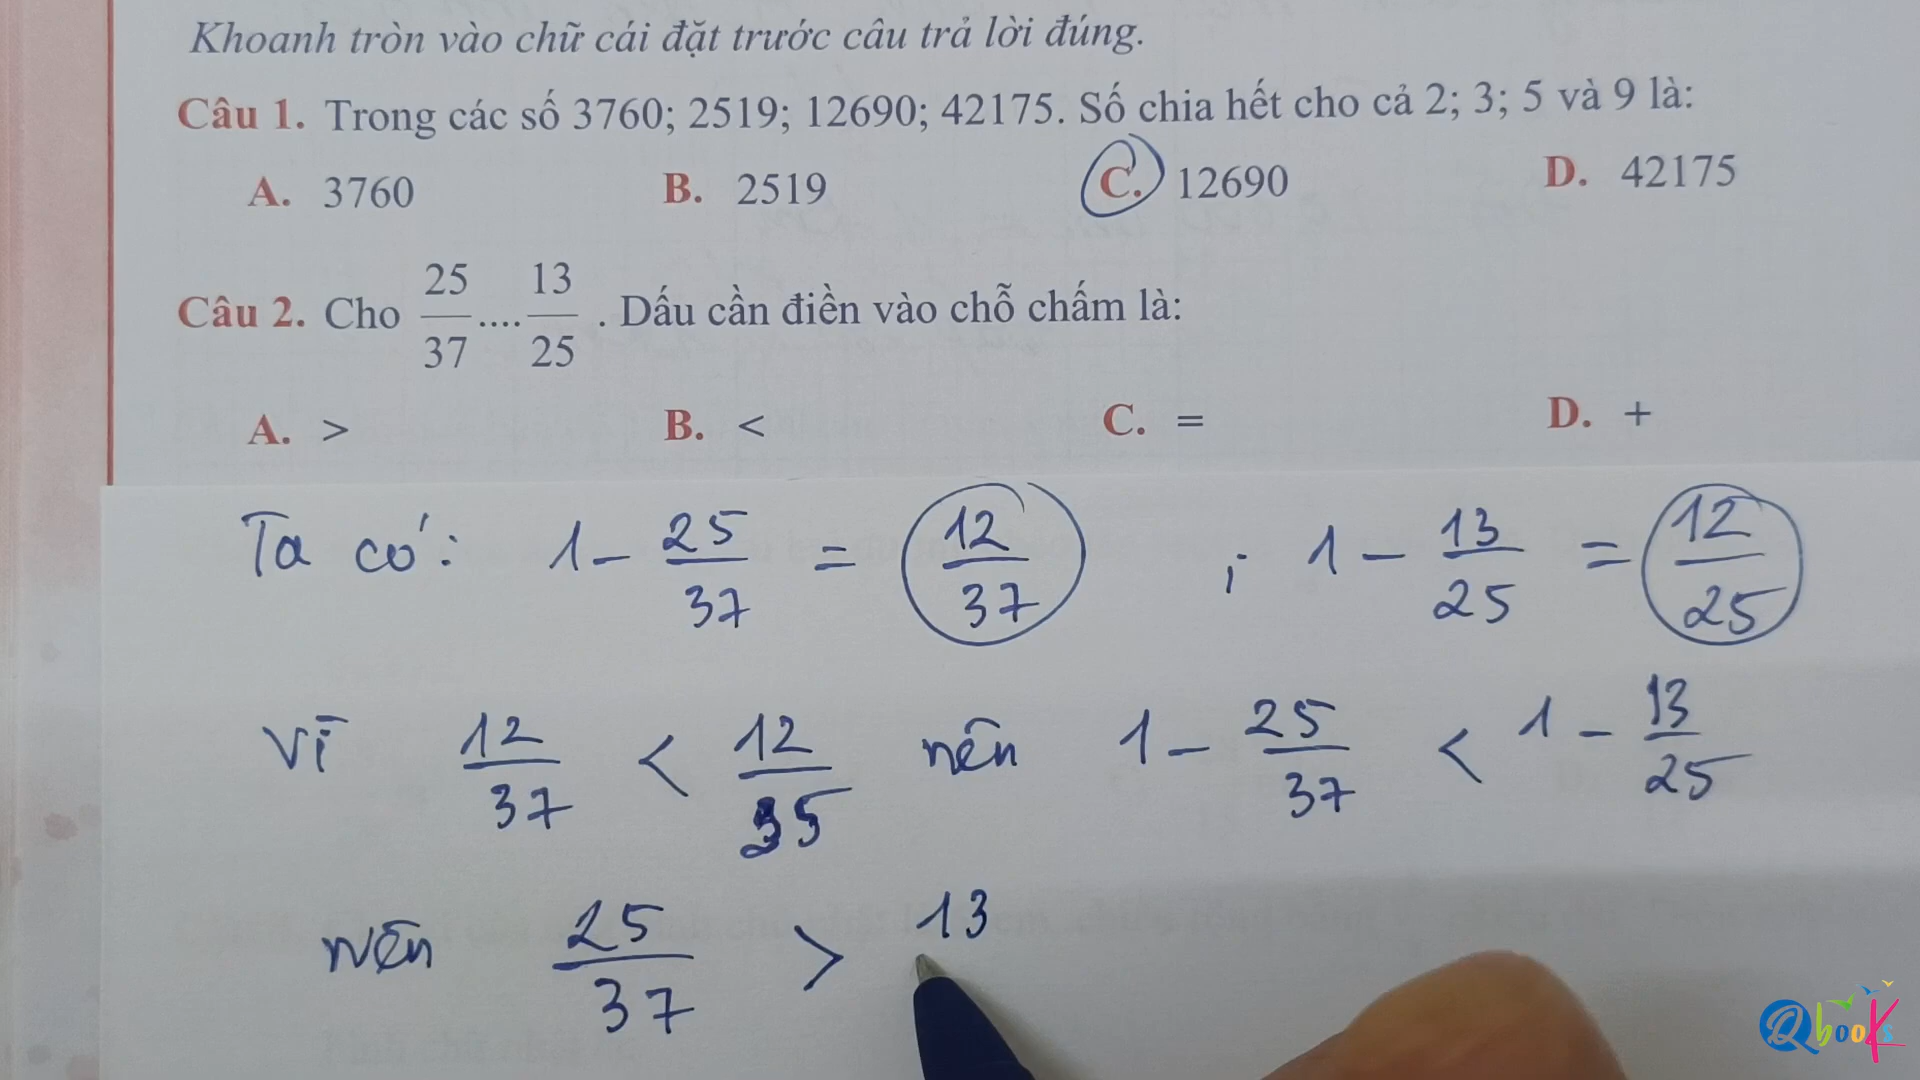 Khoanh tròn vào chữ cái đặt trước câu trả lời đúng.
Câu 1. Trong các số 3760; 2519; 12690; 42175. Số chia hết cho cả 2; 3; 5 và 9 là:
A. 3760 B. 2519 C. 12690 D. 42175
Câu 2. Cho 25/37....13/25 . Dấu cần điền vào chỗ chấm là:
A. > B. < C. = D. +
Ta có: 1 - 25/37 = 12/37 ; 1 - 13/25 = 12/25
Vì 12/37 < 12/25 nên 1 - 25/37 < 1 - 13/25
nên 25/37 > 13
Qbooks